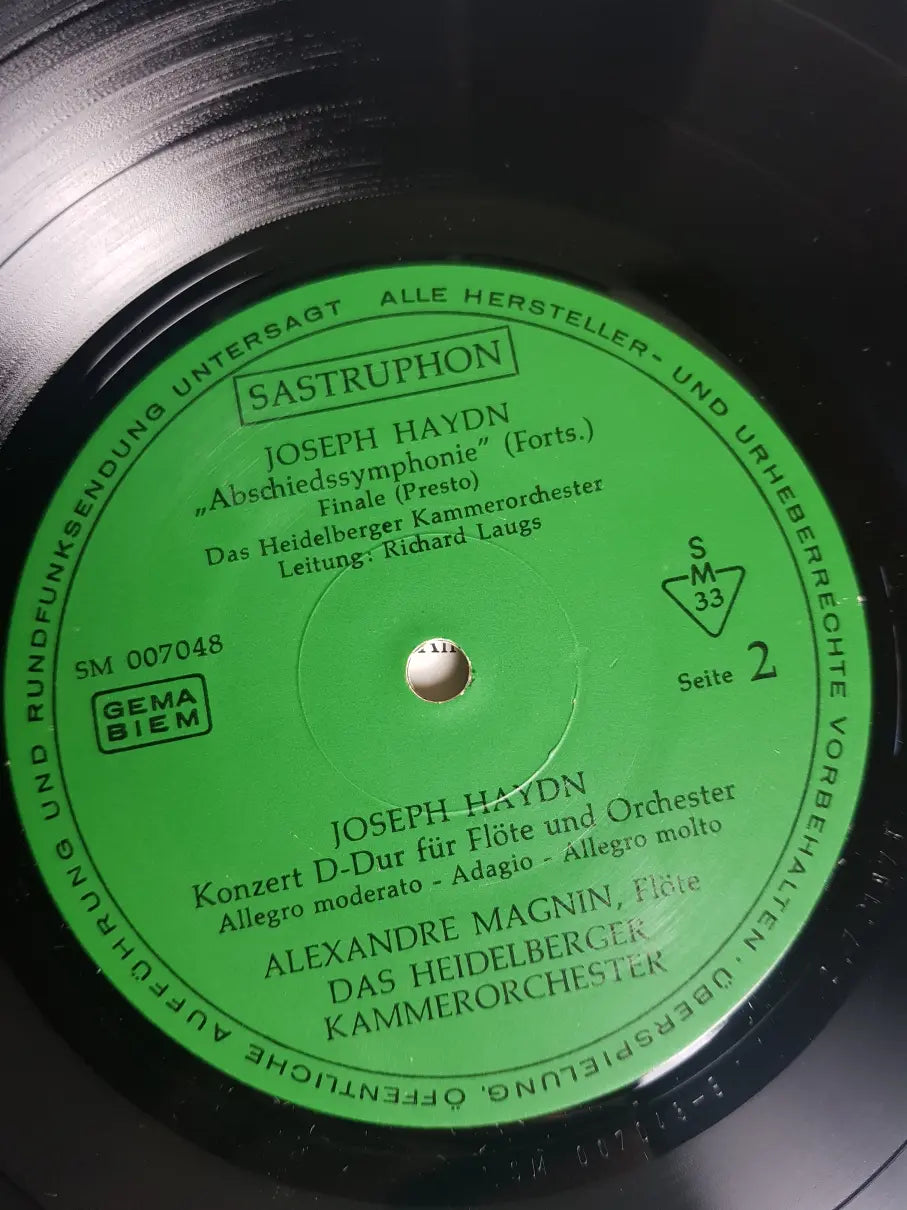 ALLE HERSTELLER- UND URHEBERRECHTE VORBEHALTEN · ÜBERSPIELUNG, ÖFFENTLICHE AUFFÜHRUNG UND RUNDFUNKSENDUNG UNTERSAGT
SASTRUPHON
JOSEPH HAYDN
„Abschiedssymphonie” (Forts.)
Finale (Presto)
Das Heidelberger Kammerorchester
Leitung: Richard Laugs
SM 007048
GEMA
BIEM
S
M
33
Seite 2
JOSEPH HAYDN
Konzert D-Dur für Flöte und Orchester
Allegro moderato - Adagio - Allegro molto
ALEXANDRE MAGNIN, Flöte
DAS HEIDELBERGER
KAMMERORCHESTER